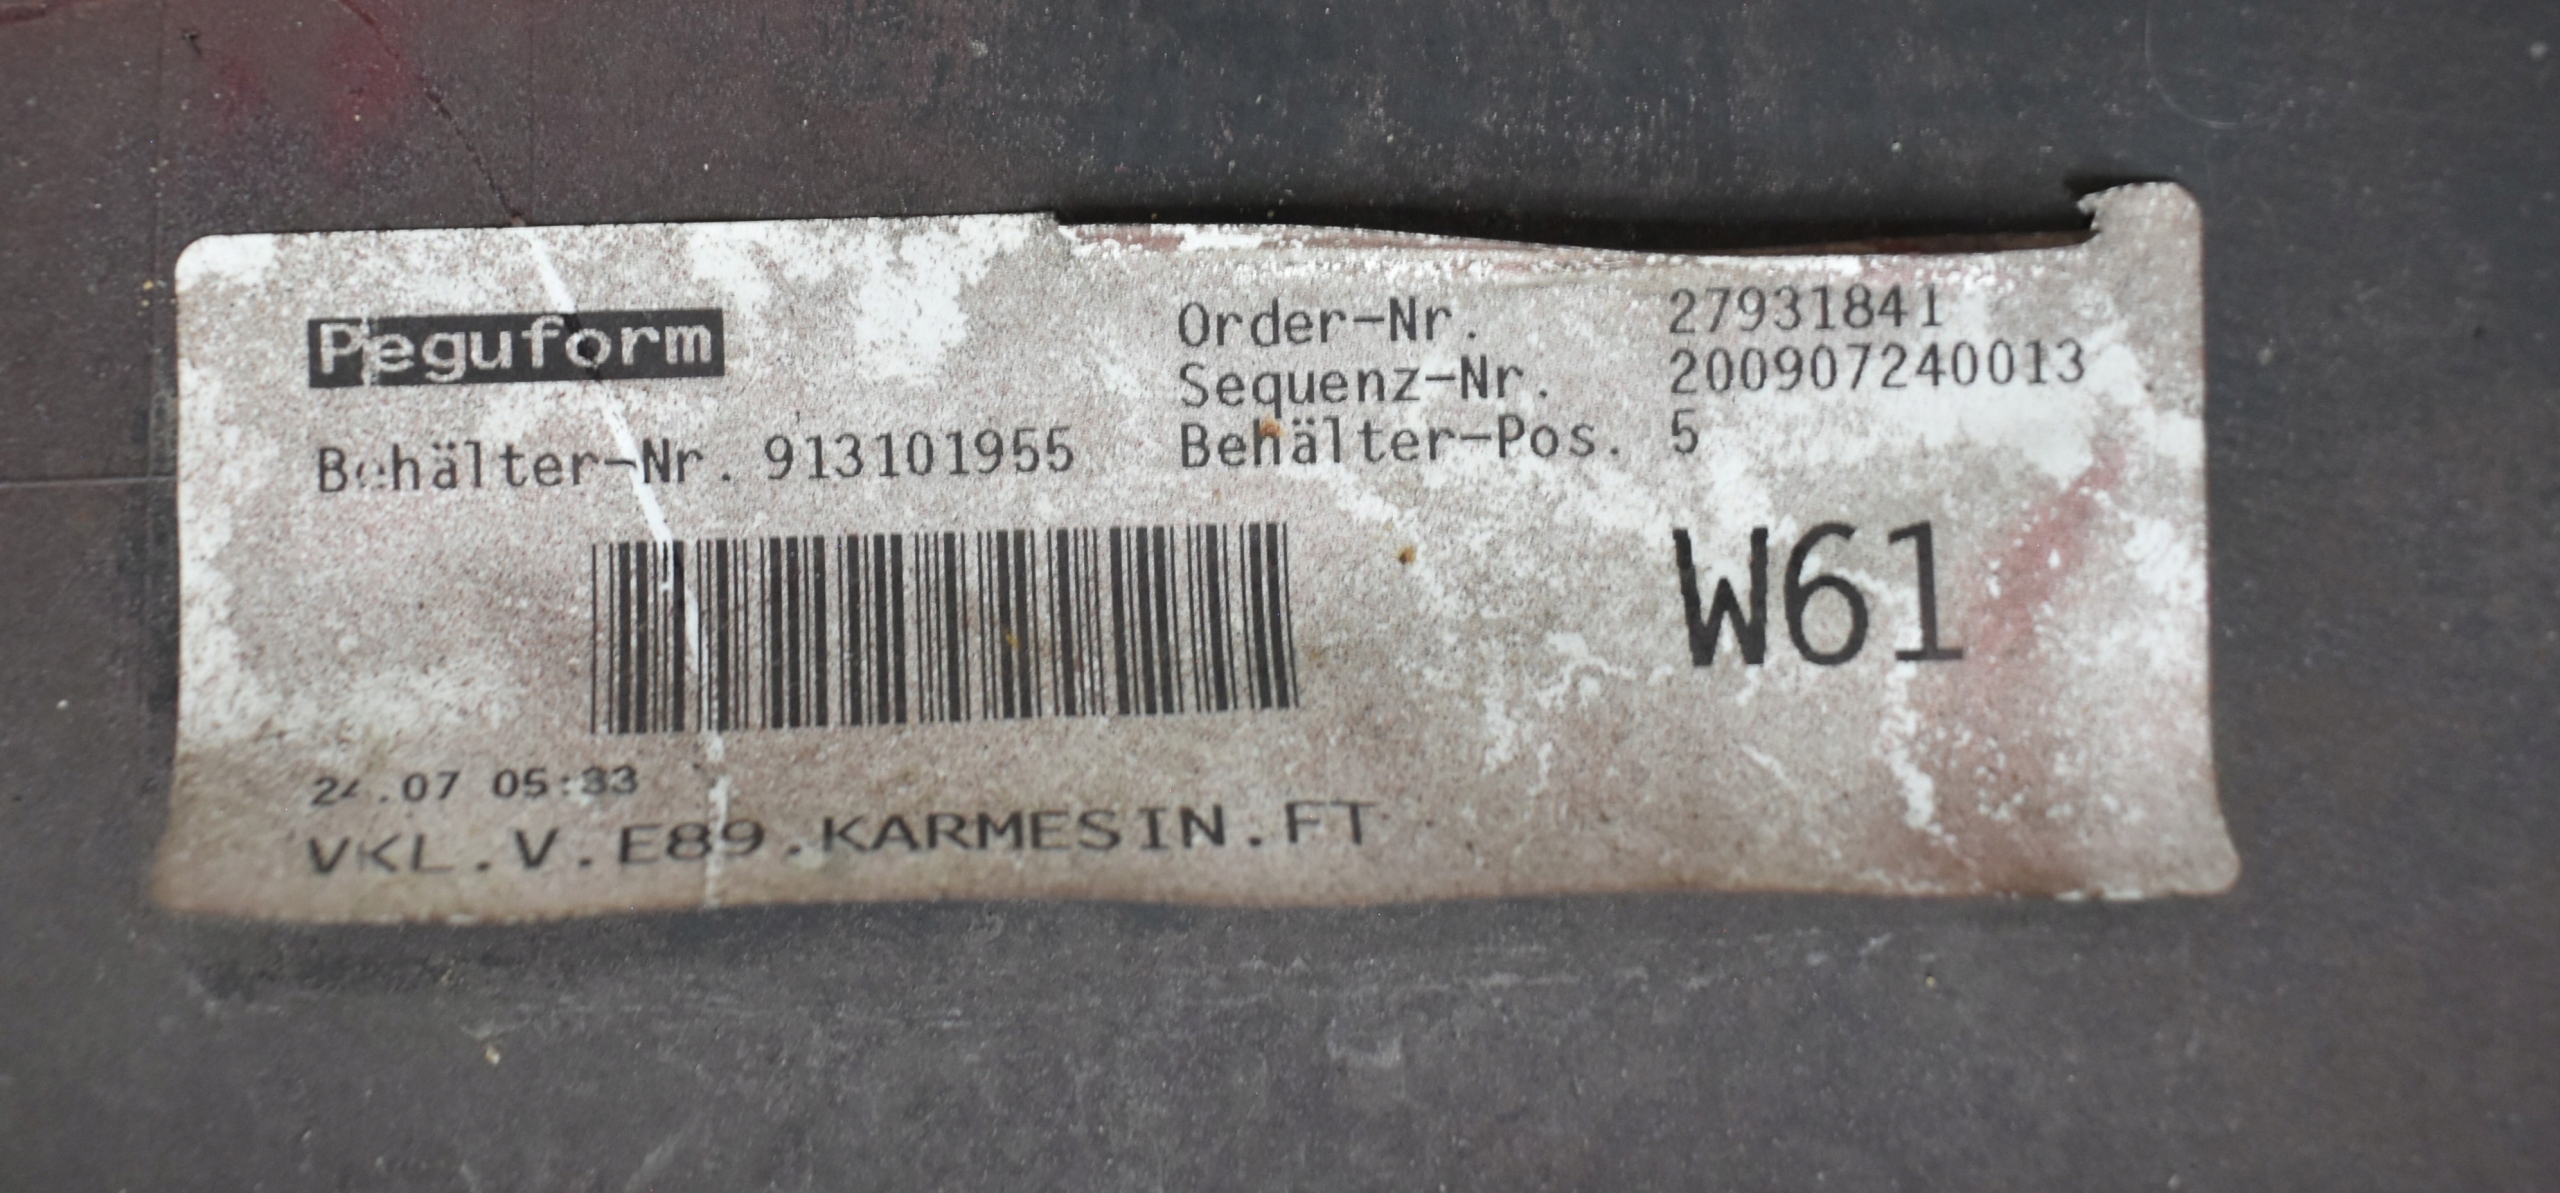 Peguform
Behälter-Nr. 913101955
Order-Nr. 27931841
Sequenz-Nr. 200907240013
Behälter-Pos. 5
W61
24.07 05:33
VKL.V.E89.KARMESIN.FT